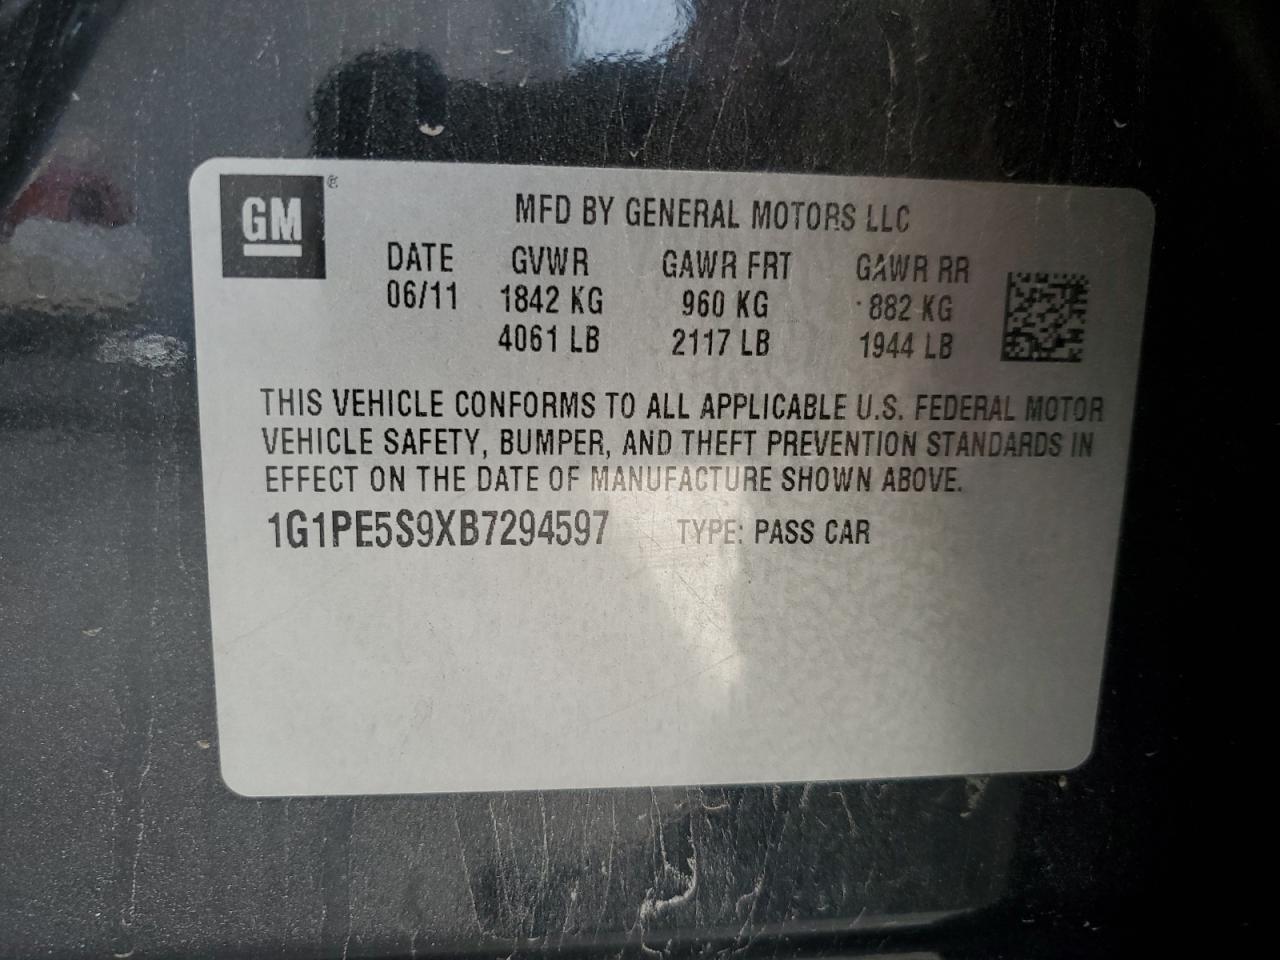 GM®
MFD BY GENERAL MOTORS LLC
DATE GVWR GAWR FRT GAWR RR
06/11 1842 KG 960 KG 882 KG
4061 LB 2117 LB 1944 LB
THIS VEHICLE CONFORMS TO ALL APPLICABLE U.S. FEDERAL MOTOR
VEHICLE SAFETY, BUMPER, AND THEFT PREVENTION STANDARDS IN
EFFECT ON THE DATE OF MANUFACTURE SHOWN ABOVE.
1G1PE5S9XB7294597 TYPE: PASS CAR